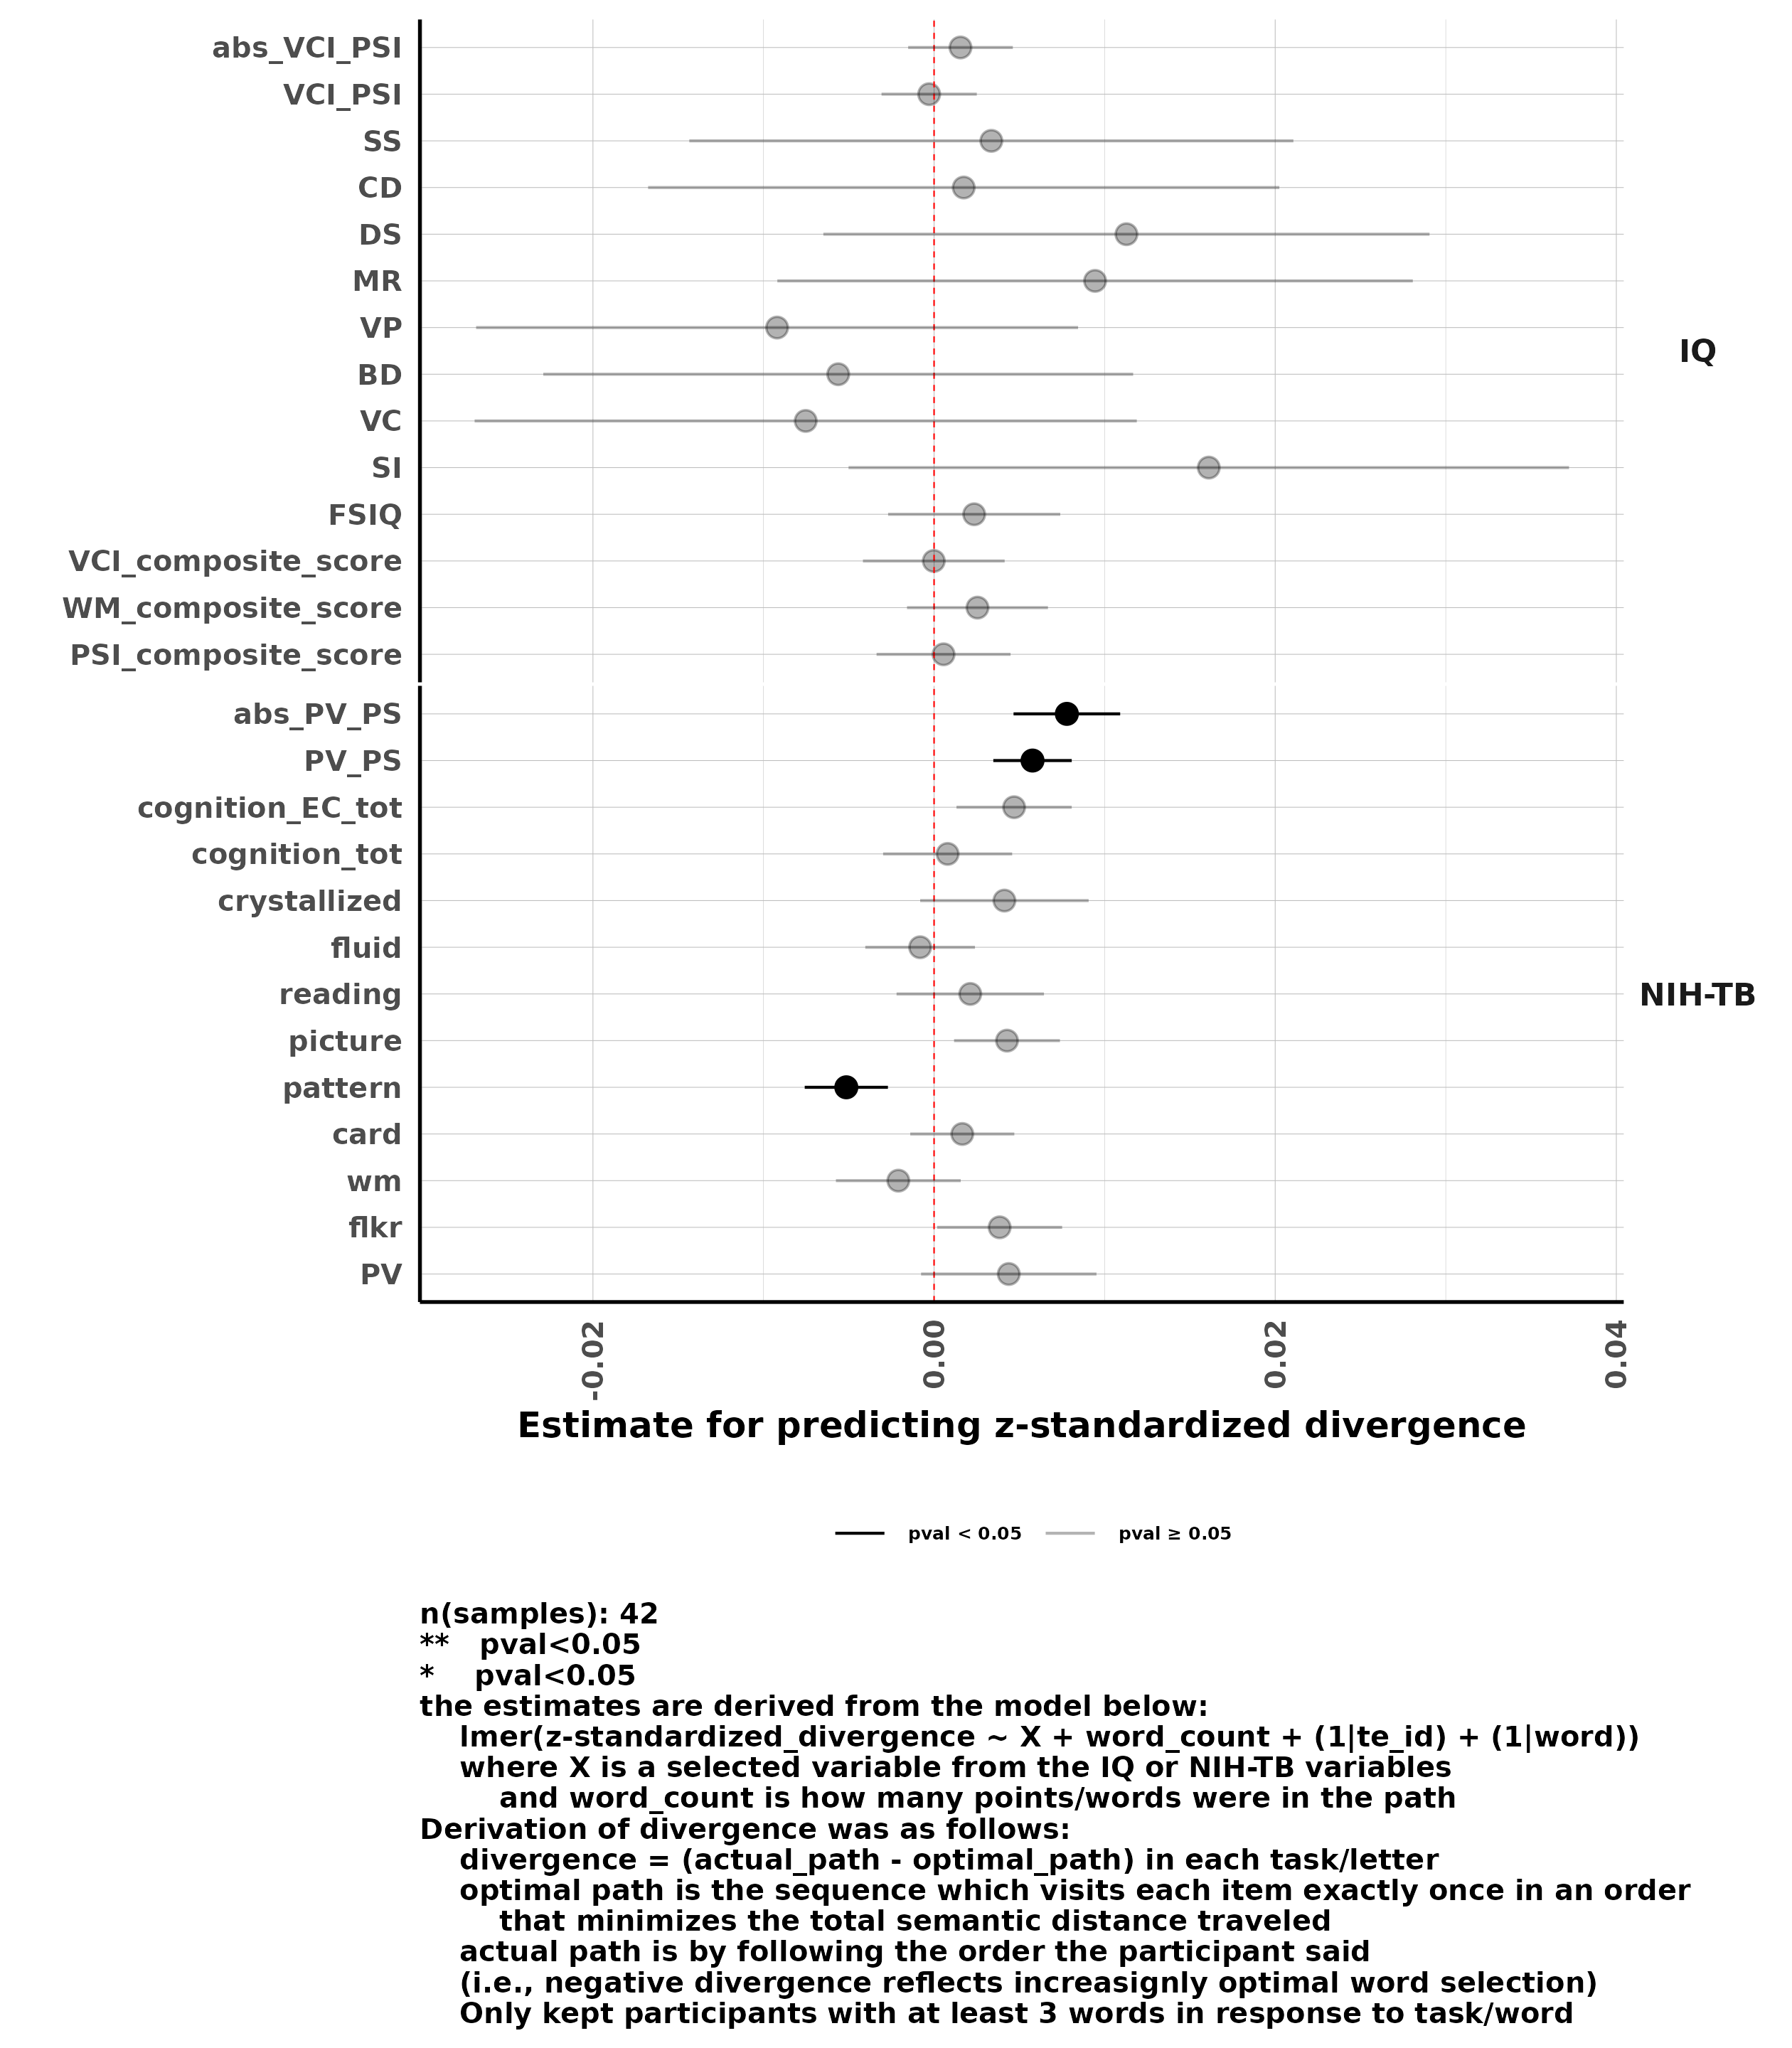 abs_VCI_PSI
VCI_PSI
SS
CD
DS
MR
VP
BD
VC
SI
FSIQ
VCI_composite_score
WM_composite_score
PSI_composite_score
IQ
abs_PV_PS
PV_PS
cognition_EC_tot
cognition_tot
crystallized
fluid
reading
picture
pattern
card
wm
flkr
PV
NIH-TB
-0.02
0.00
0.02
0.04
Estimate for predicting z-standardized divergence
pval < 0.05
pval ≥ 0.05
n(samples): 42
** pval<0.05
* pval<0.05
the estimates are derived from the model below:
lmer(z-standardized_divergence ~ X + word_count + (1|te_id) + (1|word))
where X is a selected variable from the IQ or NIH-TB variables
and word_count is how many points/words were in the path
Derivation of divergence was as follows:
divergence = (actual_path - optimal_path) in each task/letter
optimal path is the sequence which visits each item exactly once in an order
that minimizes the total semantic distance traveled
actual path is by following the order the participant said
(i.e., negative divergence reflects increasignly optimal word selection)
Only kept participants with at least 3 words in response to task/word